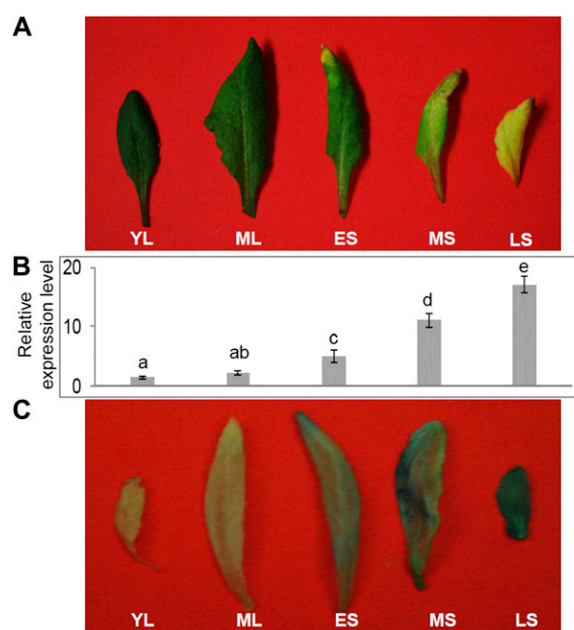 A
YL ML ES MS LS
B
Relative
expression level
20
10
0
a ab c d e
C
YL ML ES MS LS